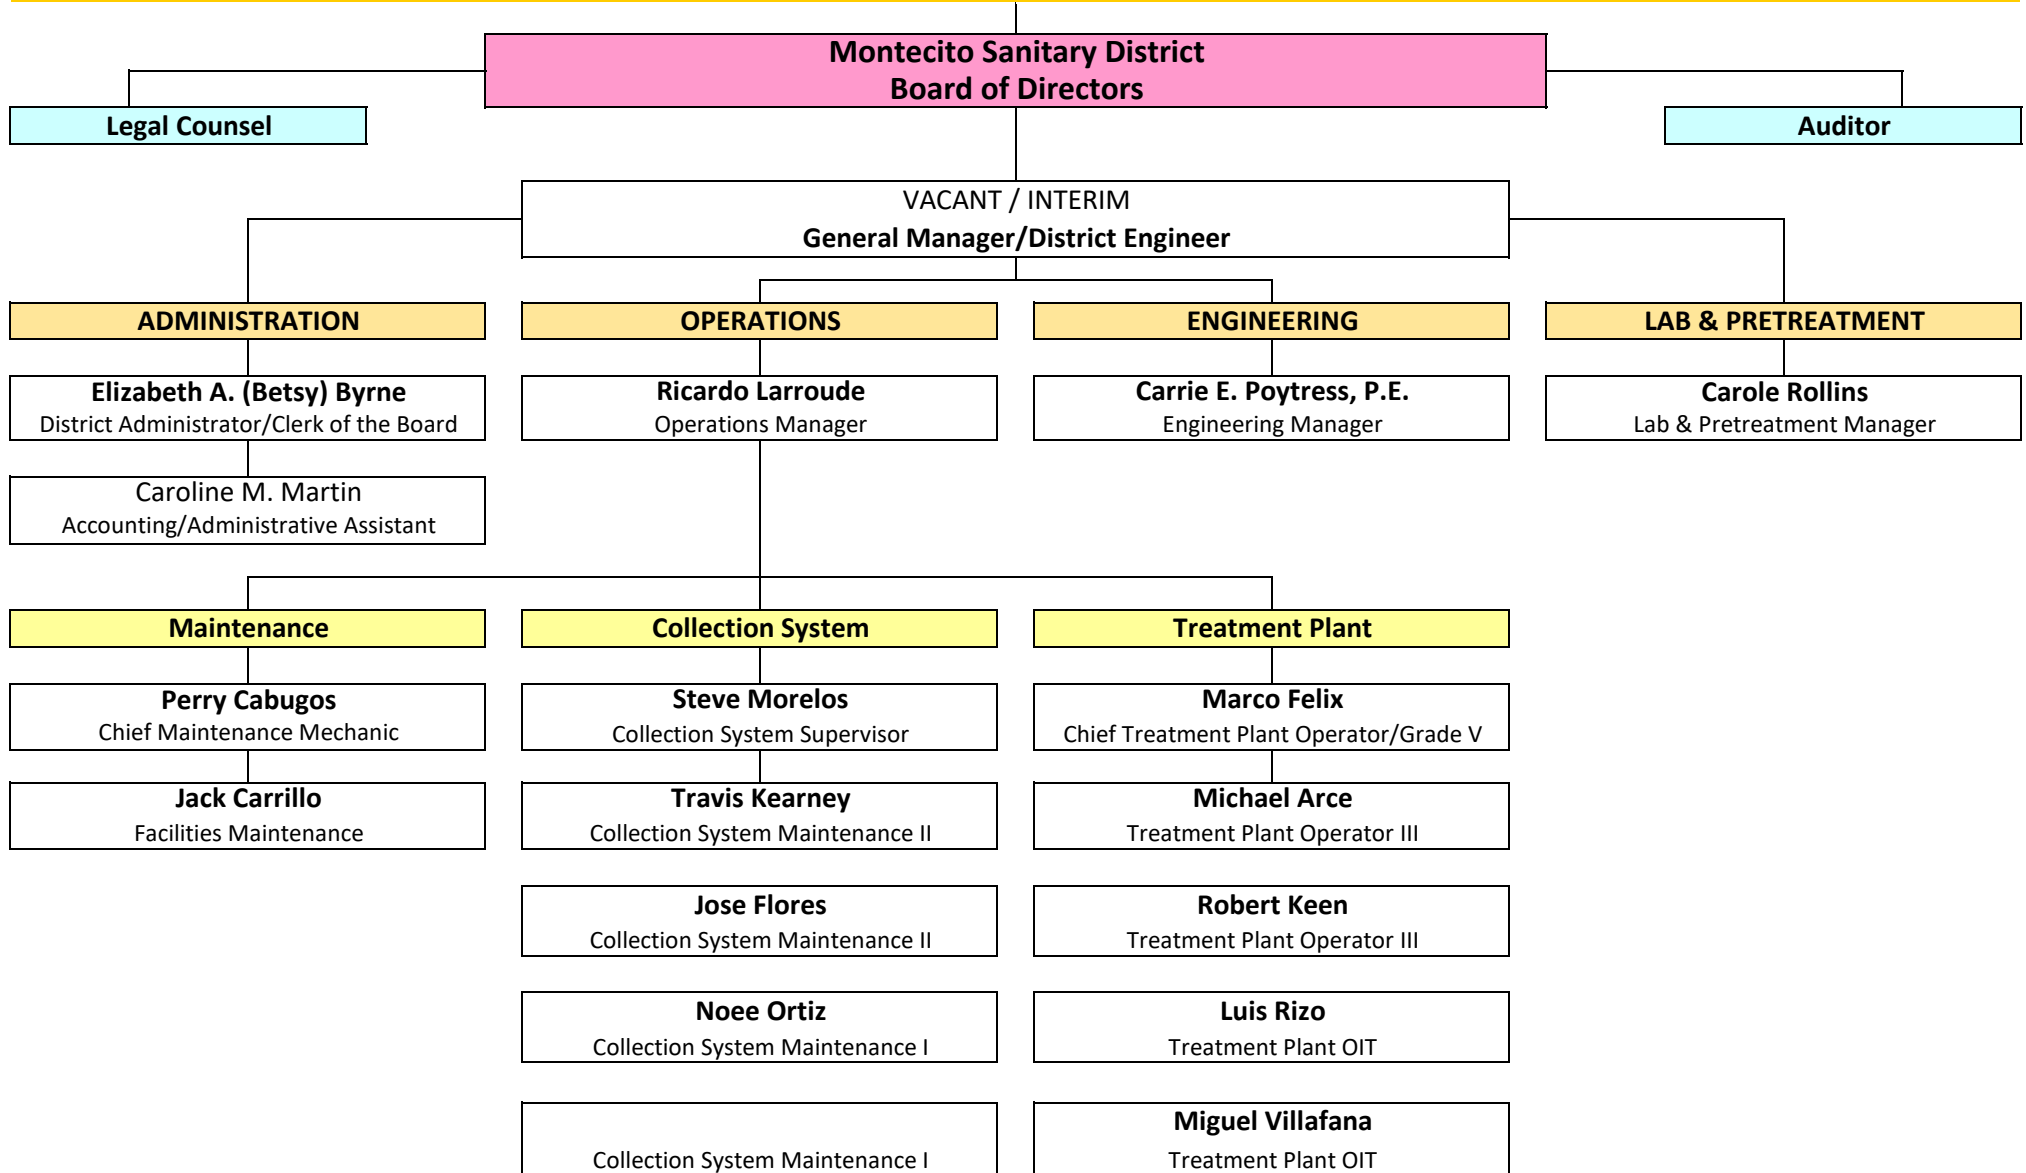 Montecito Sanitary District
Board of Directors
Legal Counsel
Auditor
VACANT / INTERIM
General Manager/District Engineer
ADMINISTRATION
OPERATIONS
ENGINEERING
LAB & PRETREATMENT
Elizabeth A. (Betsy) Byrne
District Administrator/Clerk of the Board
Ricardo Larroude
Operations Manager
Carrie E. Poytress, P.E.
Engineering Manager
Carole Rollins
Lab & Pretreatment Manager
Caroline M. Martin
Accounting/Administrative Assistant
Maintenance
Collection System
Treatment Plant
Perry Cabugos
Chief Maintenance Mechanic
Steve Morelos
Collection System Supervisor
Marco Felix
Chief Treatment Plant Operator/Grade V
Jack Carrillo
Facilities Maintenance
Travis Kearney
Collection System Maintenance II
Michael Arce
Treatment Plant Operator III
Jose Flores
Collection System Maintenance II
Robert Keen
Treatment Plant Operator III
Noee Ortiz
Collection System Maintenance I
Luis Rizo
Treatment Plant OIT
Collection System Maintenance I
Miguel Villafana
Treatment Plant OIT